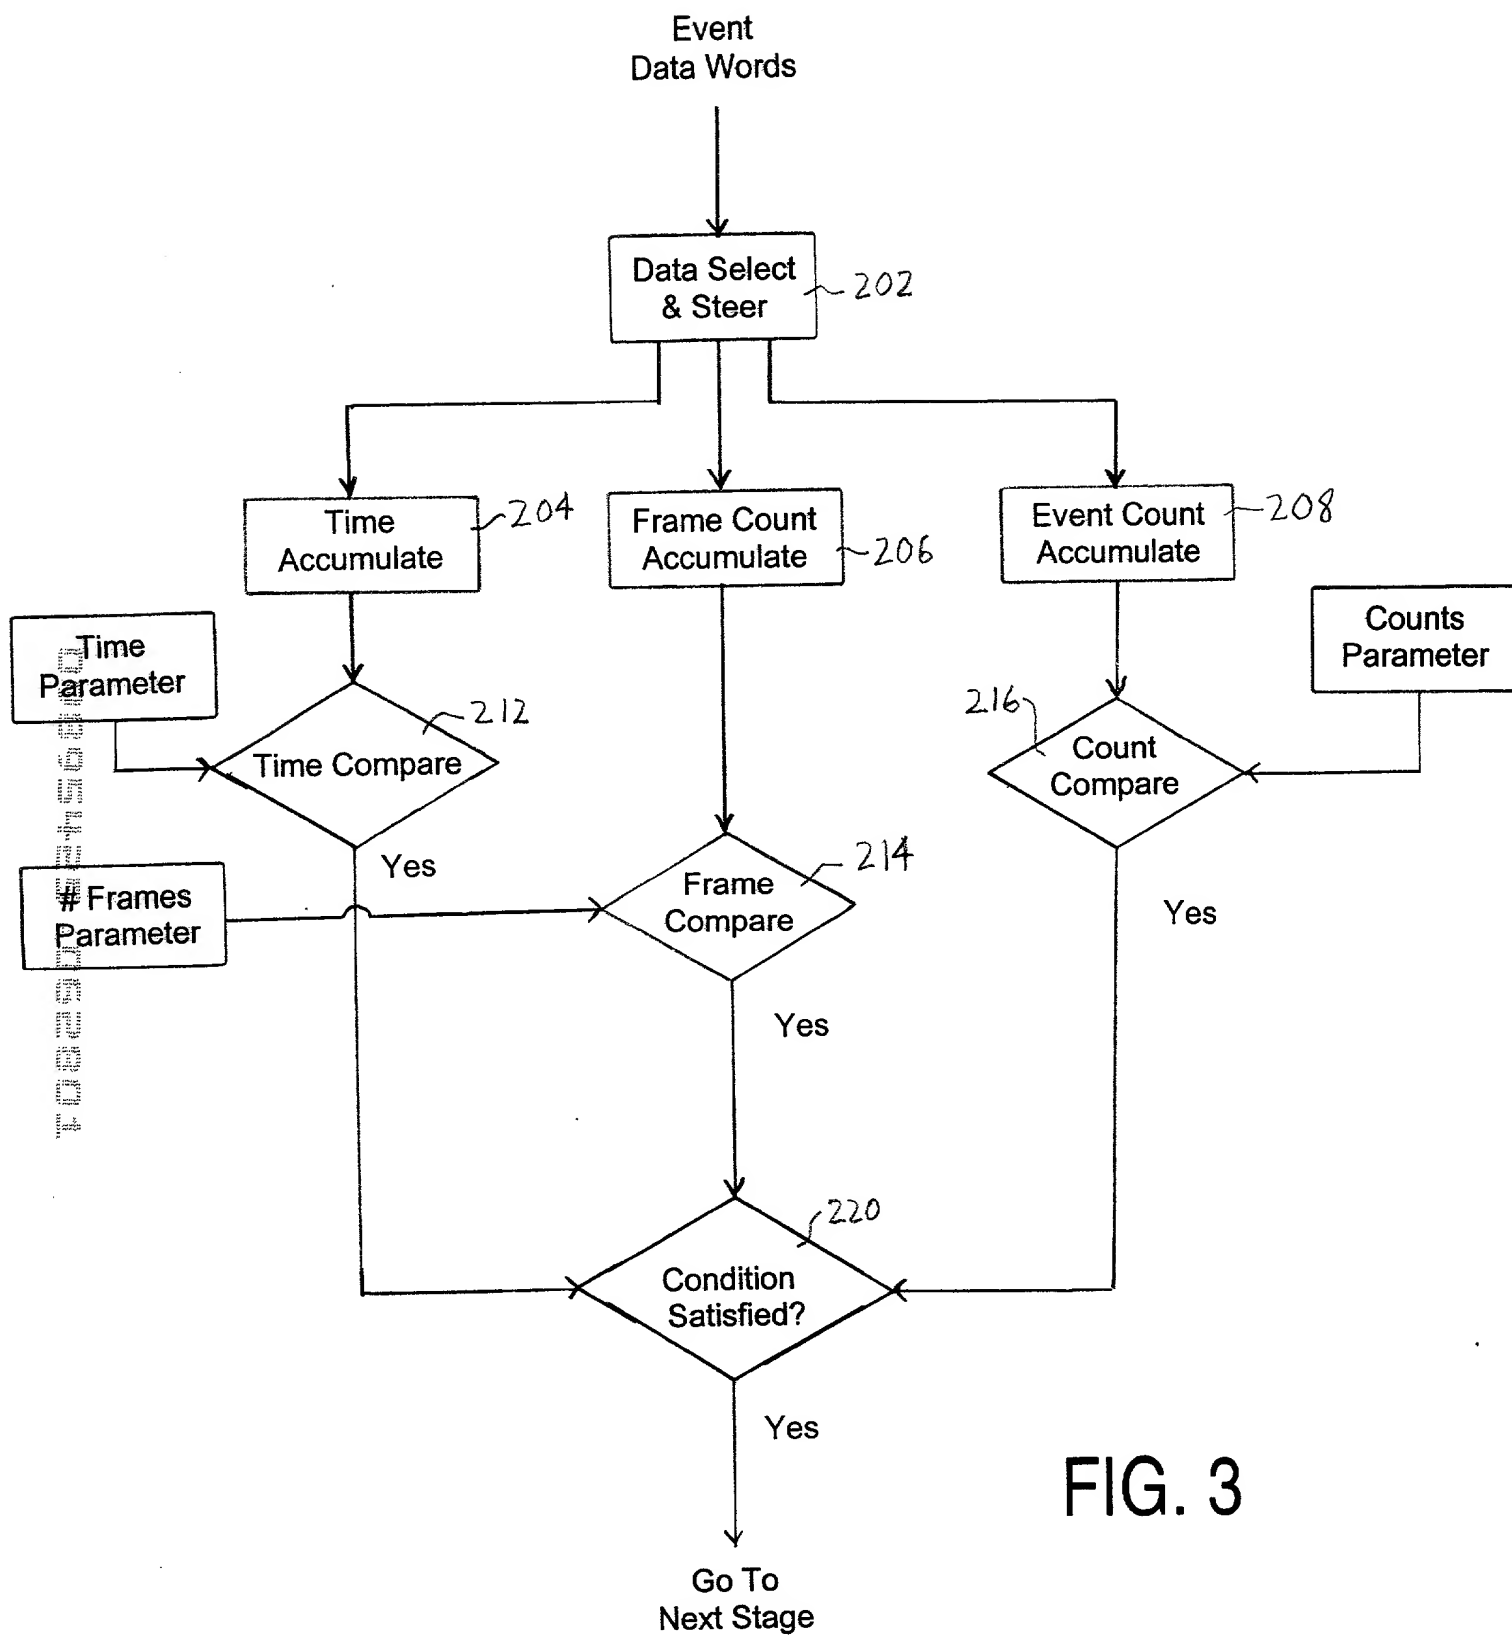 Event
Data Words
Data Select
& Steer
202
Time
Accumulate
204
Frame Count
Accumulate
206
Event Count
Accumulate
208
Time
Parameter
Counts
Parameter
212
Time Compare
216
Count
Compare
Yes
214
Frame
Compare
# Frames
Parameter
Yes
Yes
220
Condition
Satisfied?
Yes
FIG. 3
Go To
Next Stage